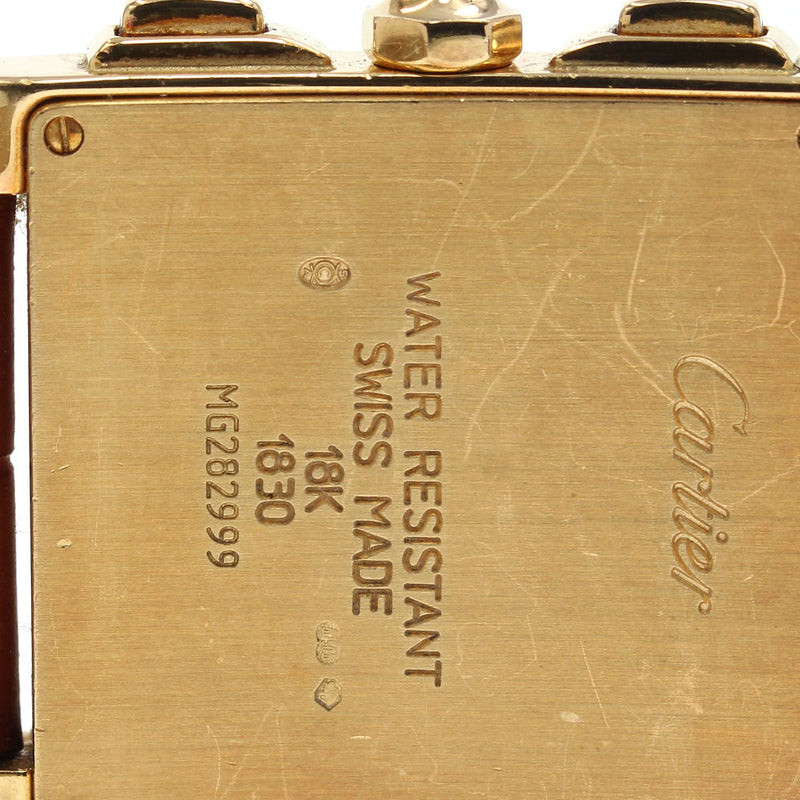 Cartier
WATER RESISTANT
SWISS MADE
18K
1830
MG282999